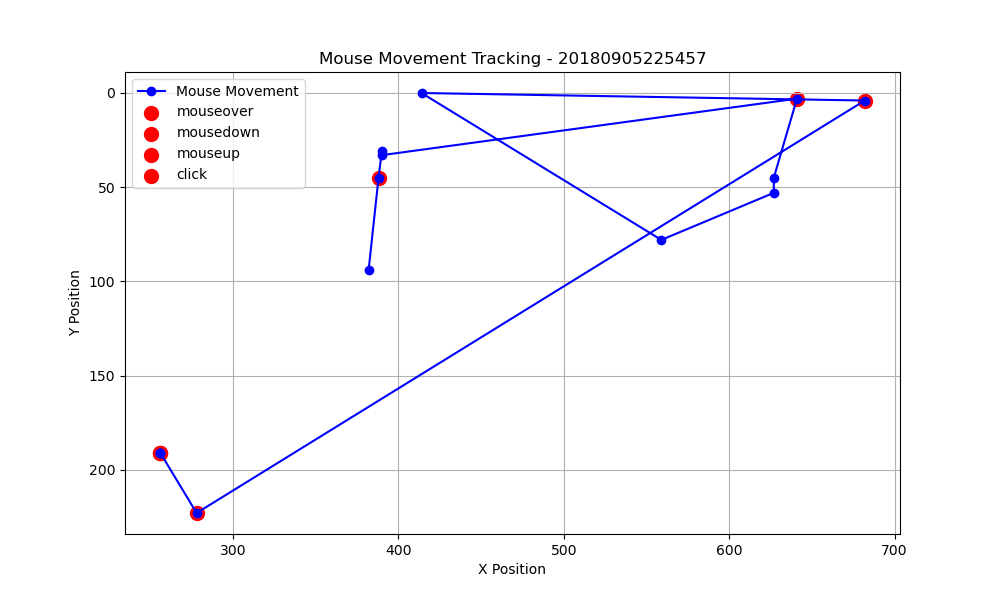 Mouse Movement Tracking - 20180905225457
Mouse Movement
mouseover
mousedown
mouseup
click
0
50
100
150
200
Y Position
300 400 500 600 700
X Position